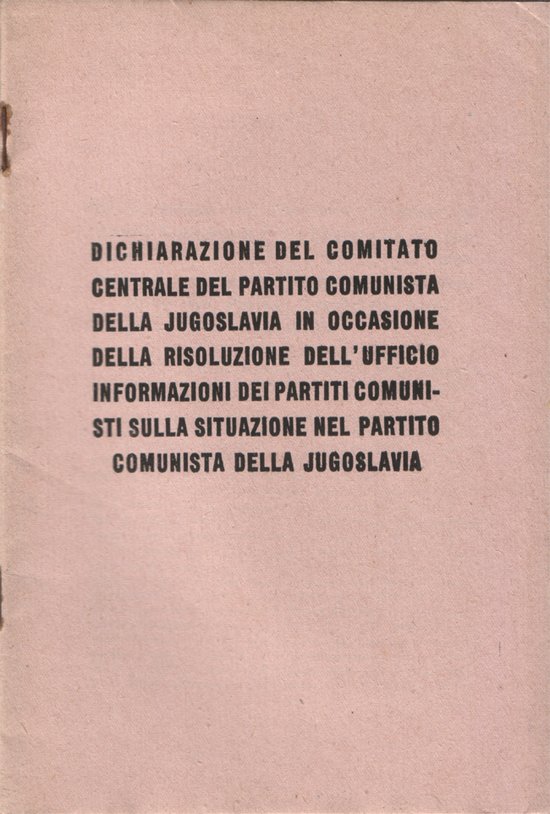 DICHIARAZIONE DEL COMITATO
CENTRALE DEL PARTITO COMUNISTA
DELLA JUGOSLAVIA IN OCCASIONE
DELLA RISOLUZIONE DELL'UFFICIO
INFORMAZIONI DEI PARTITI COMUNI-
STI SULLA SITUAZIONE NEL PARTITO
COMUNISTA DELLA JUGOSLAVIA